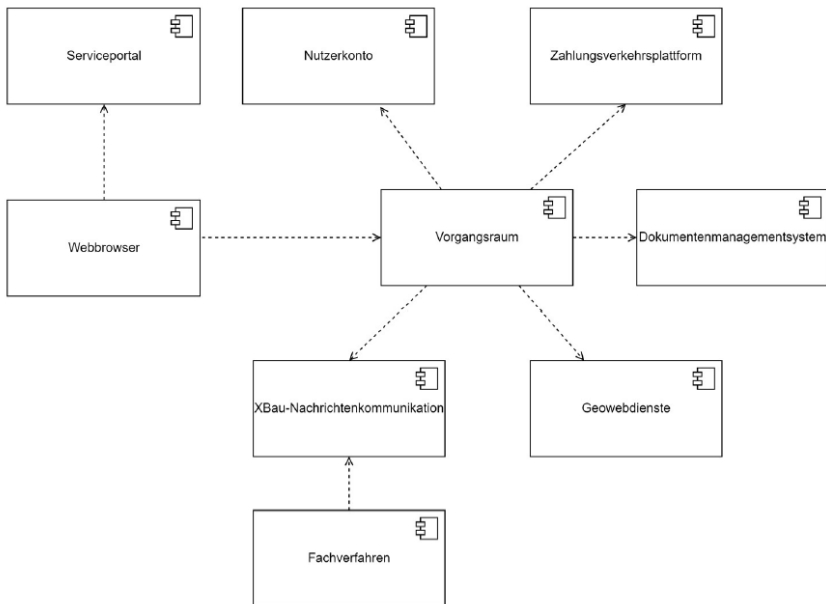 Serviceportal
Nutzerkonto
Zahlungsverkehrsplattform
Webbrowser
Vorgangsraum
Dokumentenmanagementsystem
XBau-Nachrichtenkommunikation
Geowebdienste
Fachverfahren